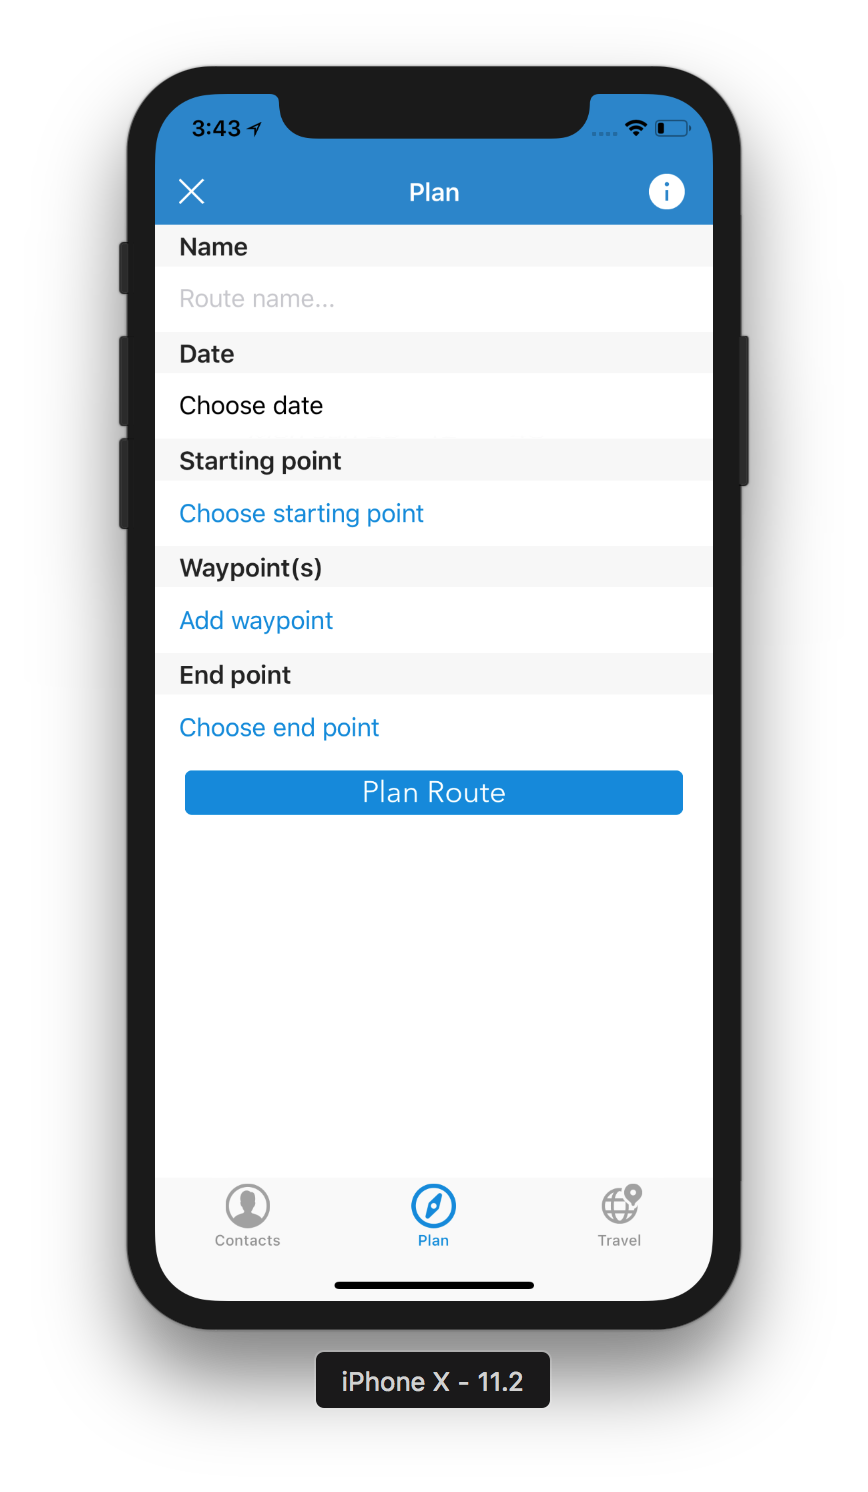 3:43
Plan
Name
Route name...
Date
Choose date
Starting point
Choose starting point
Waypoint(s)
Add waypoint
End point
Choose end point
Plan Route
Contacts
Plan
Travel
iPhone X - 11.2